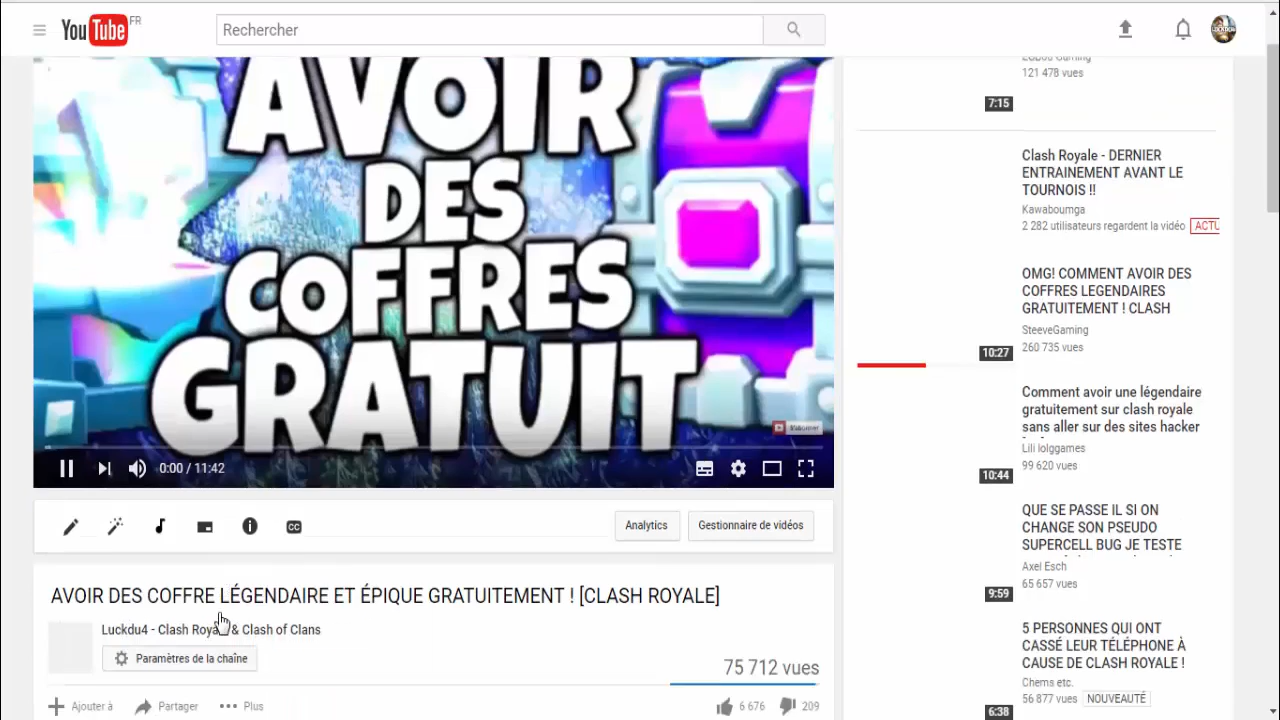 YouTube FR
Rechercher
AVOIR
DES
COFFRES
GRATUIT
0:00 / 11:42
Analytics
Gestionnaire de vidéos
AVOIR DES COFFRE LÉGENDAIRE ET ÉPIQUE GRATUITEMENT ! [CLASH ROYALE]
Luckdu4 - Clash Royale & Clash of Clans
Paramètres de la chaîne
75 712 vues
Ajouter à
Partager
Plus
6 676
209
121 478 vues
7:15
Clash Royale - DERNIER
ENTRAINEMENT AVANT LE
TOURNOIS !!
Kawaboumga
2 282 utilisateurs regardent la vidéo
ACTU
OMG! COMMENT AVOIR DES
COFFRES LEGENDAIRES
GRATUITEMENT ! CLASH
SteeveGaming
260 735 vues
10:27
Comment avoir une légendaire
gratuitement sur clash royale
sans aller sur des sites hacker
Lili lolggames
99 620 vues
10:44
QUE SE PASSE IL SI ON
CHANGE SON PSEUDO
SUPERCELL BUG JE TESTE
Axel Esch
65 657 vues
9:59
5 PERSONNES QUI ONT
CASSÉ LEUR TÉLÉPHONE À
CAUSE DE CLASH ROYALE !
Chems etc.
56 877 vues
NOUVEAUTÉ
6:38